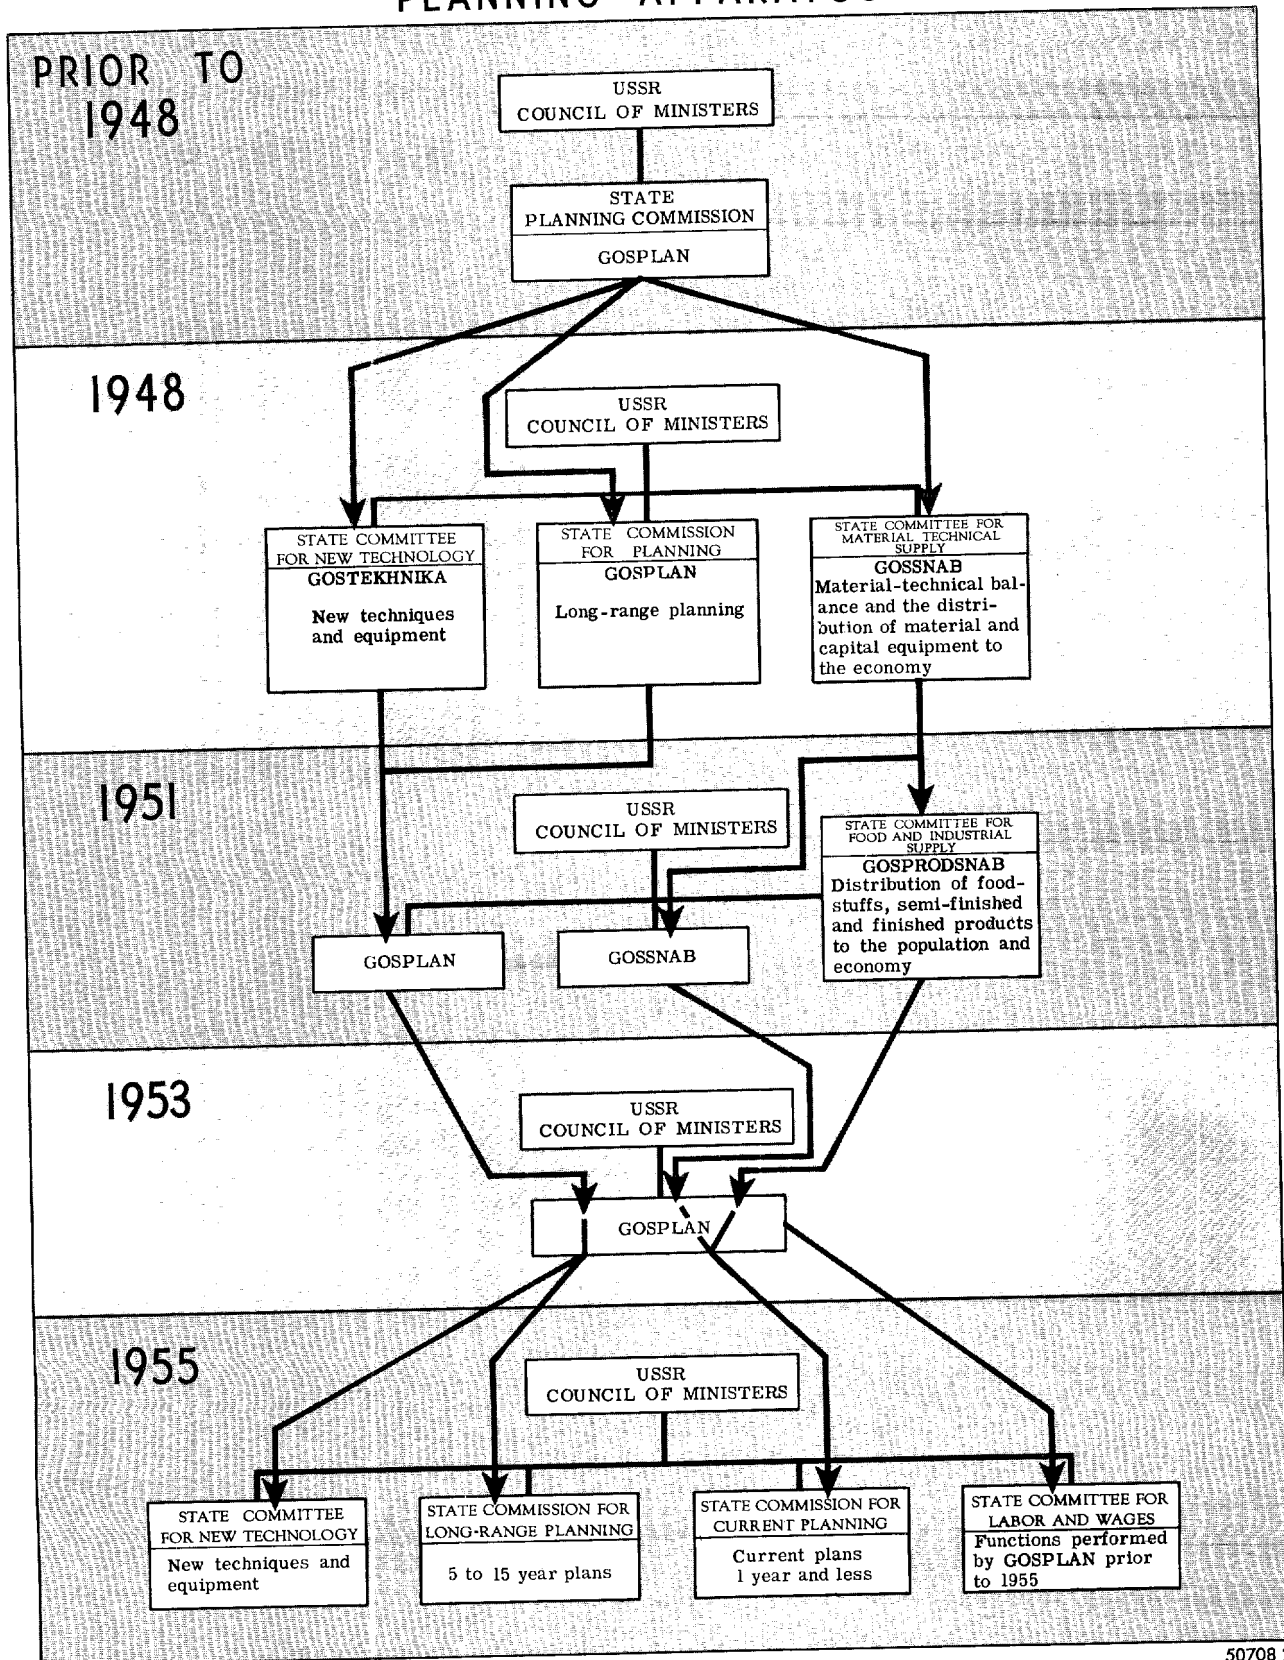 PLANNING APPARATUS
PRIOR TO
1948
USSR
COUNCIL OF MINISTERS
STATE
PLANNING COMMISSION
GOSPLAN
1948
USSR
COUNCIL OF MINISTERS
STATE COMMITTEE
FOR NEW TECHNOLOGY
GOSTEKHNIKA
New techniques
and equipment
STATE COMMISSION
FOR PLANNING
GOSPLAN
Long-range planning
STATE COMMITTEE FOR
MATERIAL TECHNICAL
SUPPLY
GOSSNAB
Material-technical bal-
ance and the distri-
bution of material and
capital equipment to
the economy
1951
USSR
COUNCIL OF MINISTERS
GOSPLAN
GOSSNAB
STATE COMMITTEE FOR
FOOD AND INDUSTRIAL
SUPPLY
GOSPRODSNAB
Distribution of food-
stuffs, semi-finished
and finished products
to the population and
economy
1953
USSR
COUNCIL OF MINISTERS
GOSPLAN
1955
USSR
COUNCIL OF MINISTERS
STATE COMMITTEE
FOR NEW TECHNOLOGY
New techniques and
equipment
STATE COMMISSION FOR
LONG-RANGE PLANNING
5 to 15 year plans
STATE COMMISSION FOR
CURRENT PLANNING
Current plans
1 year and less
STATE COMMITTEE FOR
LABOR AND WAGES
Functions performed
by GOSPLAN prior
to 1955
50708